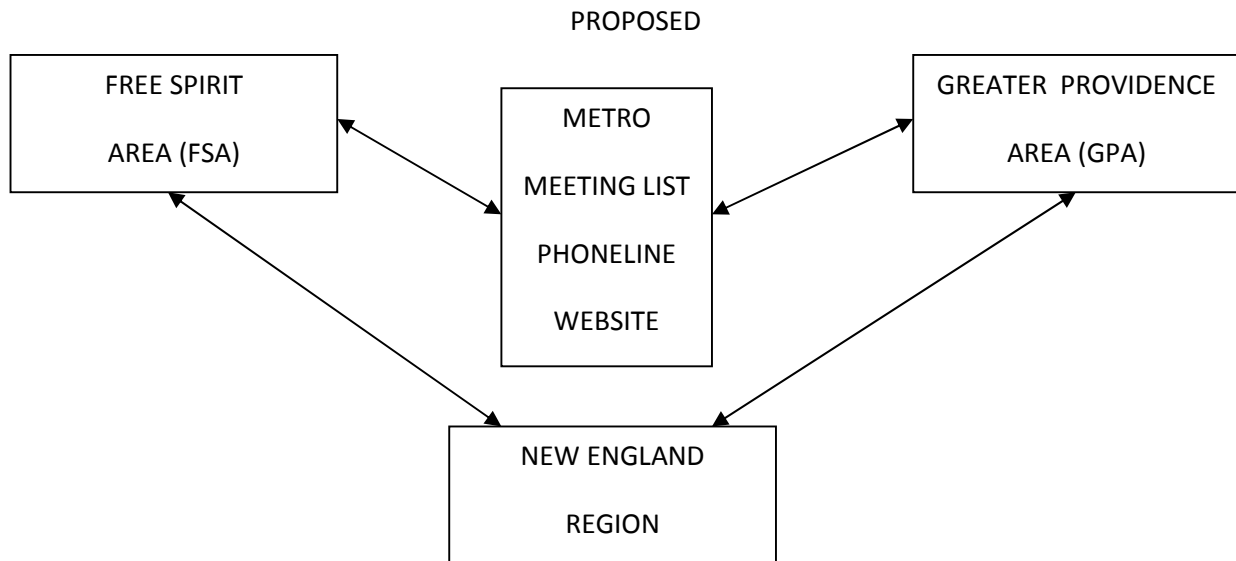 PROPOSED
FREE SPIRIT
AREA (FSA)
METRO
MEETING LIST
PHONELINE
WEBSITE
GREATER PROVIDENCE
AREA (GPA)
NEW ENGLAND
REGION